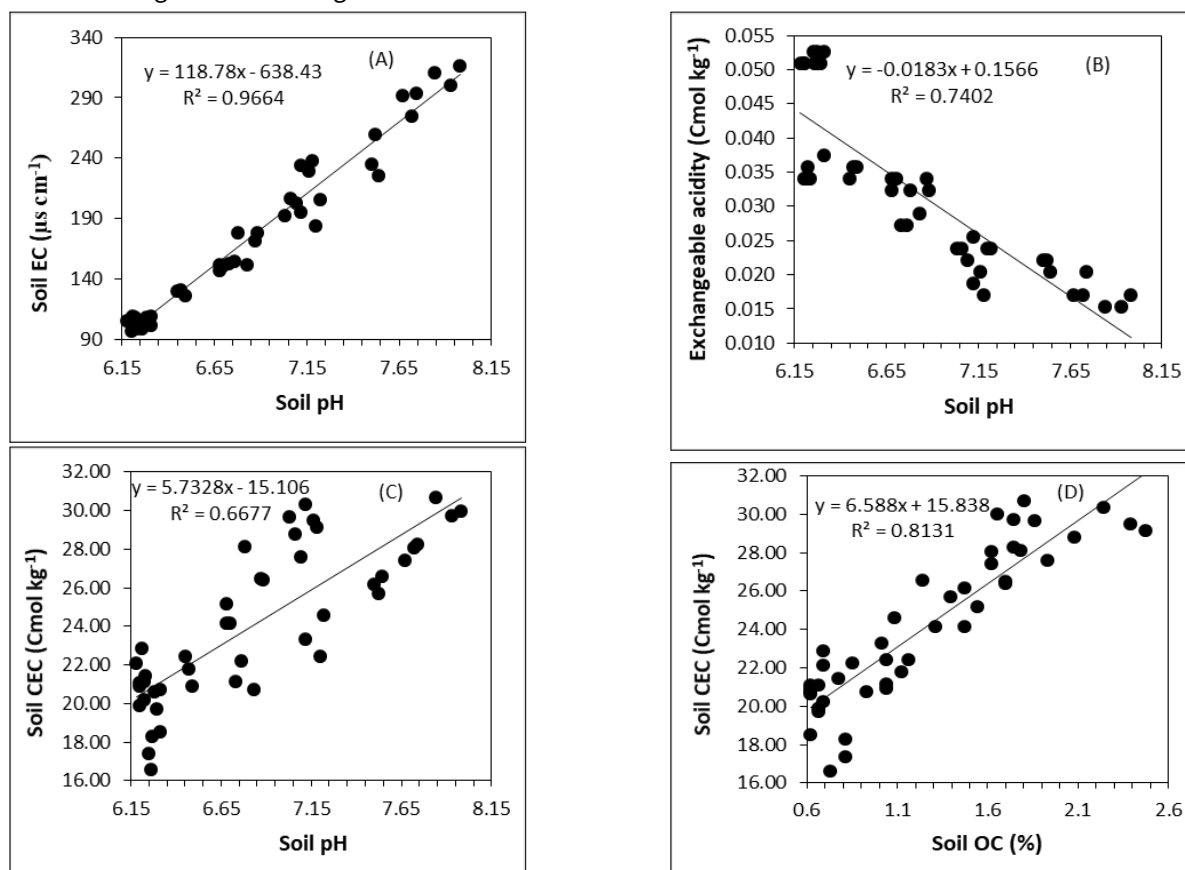 340
290
240
190
140
90
y = 118.78x - 638.43
R² = 0.9664
(A)
Soil EC (µs cm⁻¹)
6.15 6.65 7.15 7.65 8.15
Soil pH
0.055
0.050
0.045
0.040
0.035
0.030
0.025
0.020
0.015
0.010
y = -0.0183x + 0.1566
R² = 0.7402
(B)
Exchangeable acidity (Cmol kg⁻¹)
6.15 6.65 7.15 7.65 8.15
Soil pH
32.00
30.00
28.00
26.00
24.00
22.00
20.00
18.00
16.00
y = 5.7328x - 15.106
R² = 0.6677
(C)
Soil CEC (Cmol kg⁻¹)
6.15 6.65 7.15 7.65 8.15
Soil pH
32.00
30.00
28.00
26.00
24.00
22.00
20.00
18.00
16.00
y = 6.588x + 15.838
R² = 0.8131
(D)
Soil CEC (Cmol kg⁻¹)
0.6 1.1 1.6 2.1 2.6
Soil OC (%)